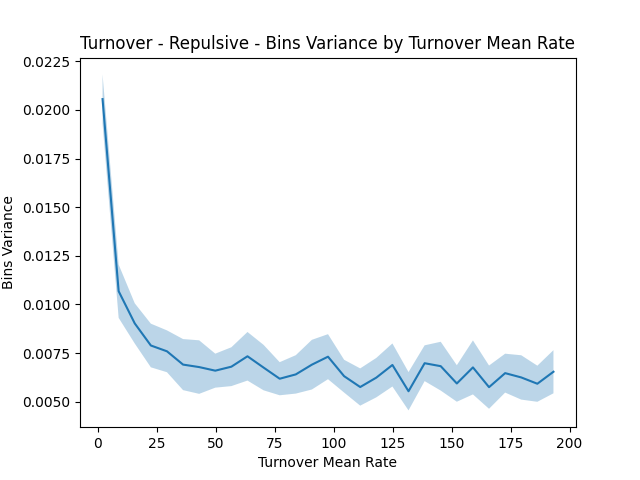 Turnover - Repulsive - Bins Variance by Turnover Mean Rate
0.0225
0.0200
0.0175
0.0150
0.0125
0.0100
0.0075
0.0050
Bins Variance
0 25 50 75 100 125 150 175 200
Turnover Mean Rate